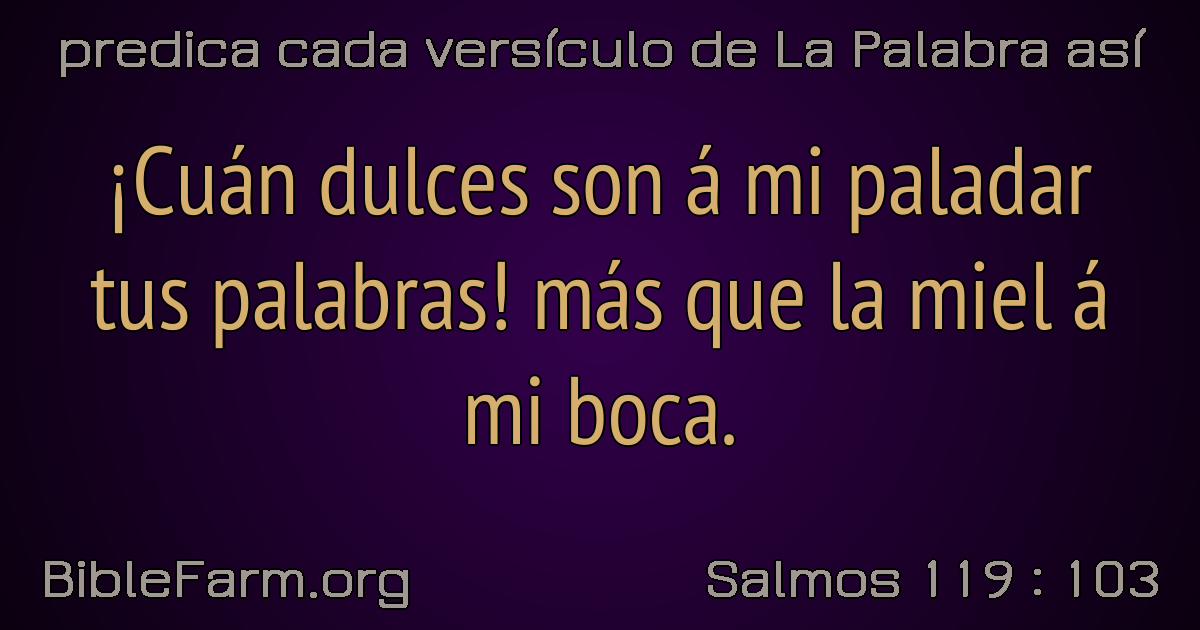 predica cada versículo de La Palabra así
¡Cuán dulces son á mi paladar
tus palabras! más que la miel á
mi boca.
BibleFarm.org
Salmos 119 : 103